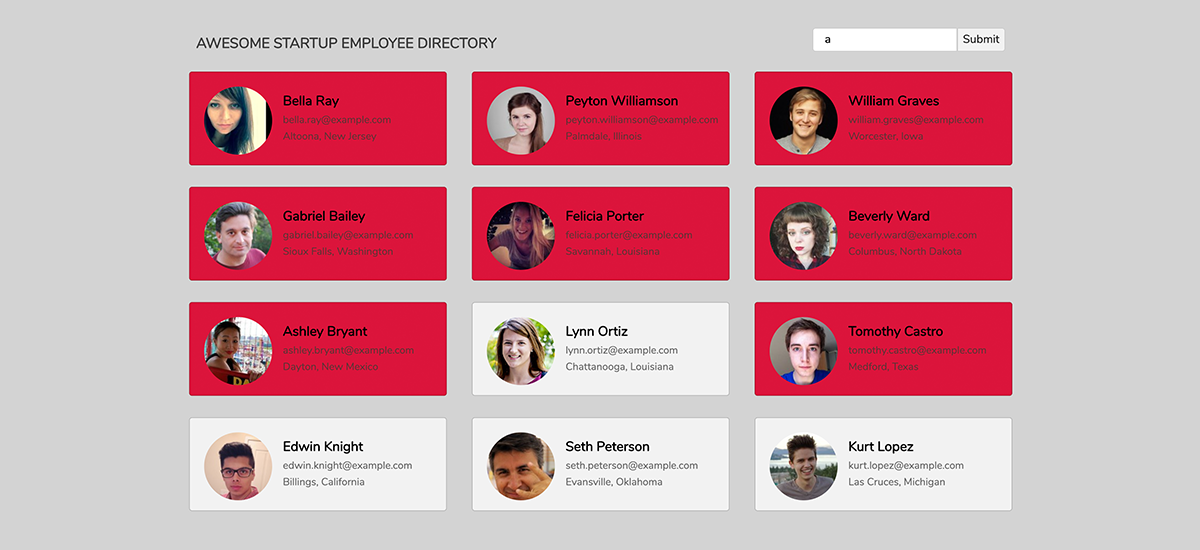 AWESOME STARTUP EMPLOYEE DIRECTORY
a
Submit
Bella Ray
bella.ray@example.com
Altoona, New Jersey
Peyton Williamson
peyton.williamson@example.com
Palmdale, Illinois
William Graves
william.graves@example.com
Worcester, Iowa
Gabriel Bailey
gabriel.bailey@example.com
Sioux Falls, Washington
Felicia Porter
felicia.porter@example.com
Savannah, Louisiana
Beverly Ward
beverly.ward@example.com
Columbus, North Dakota
Ashley Bryant
ashley.bryant@example.com
Dayton, New Mexico
Lynn Ortiz
lynn.ortiz@example.com
Chattanooga, Louisiana
Tomothy Castro
tomothy.castro@example.com
Medford, Texas
Edwin Knight
edwin.knight@example.com
Billings, California
Seth Peterson
seth.peterson@example.com
Evansville, Oklahoma
Kurt Lopez
kurt.lopez@example.com
Las Cruces, Michigan